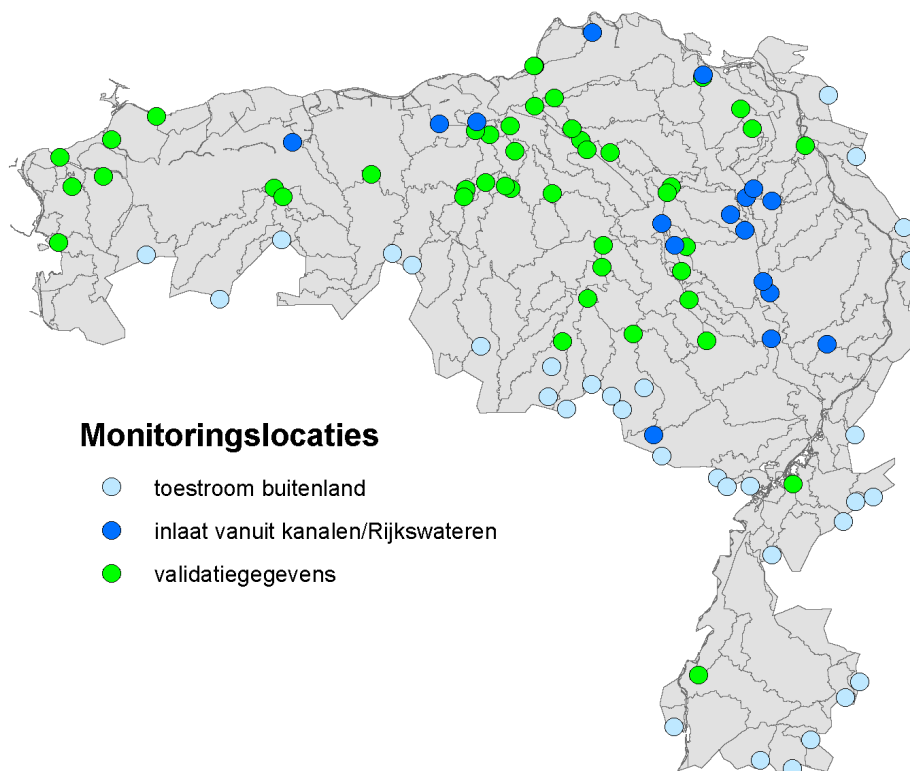 Monitoringslocaties
toestroom buitenland
inlaat vanuit kanalen/Rijkswateren
validatiegegevens